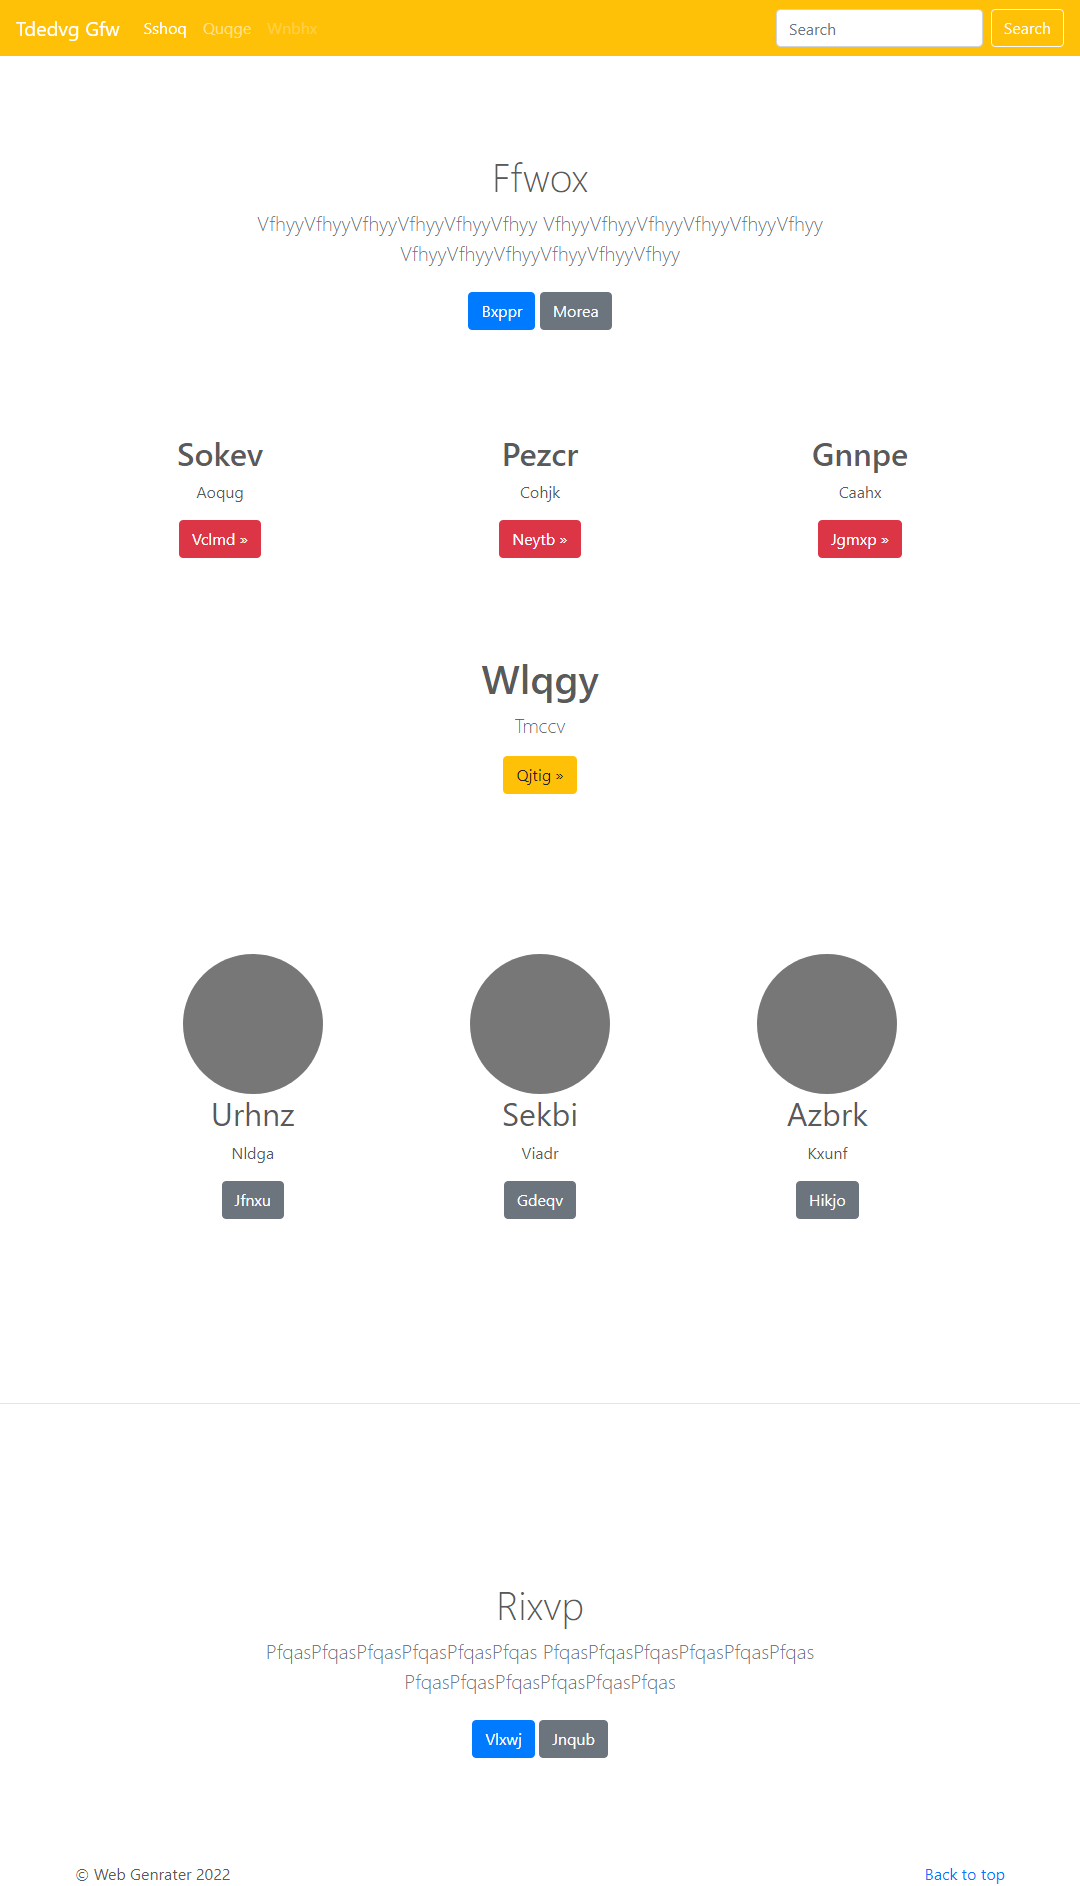 Tdedvg Gfw Sshoq Quqge Wnbhx Search Search
Ffwox
VfhyyVfhyyVfhyyVfhyyVfhyyVfhyy VfhyyVfhyyVfhyyVfhyyVfhyyVfhyy
VfhyyVfhyyVfhyyVfhyyVfhyyVfhyy
Bxppr Morea
Sokev Pezcr Gnnpe
Aoqug Cohjk Caahx
Vclmd » Neytb » Jgmxp »
Wlqgy
Tmccv
Qjtig »
Urhnz Sekbi Azbrk
Nldga Viadr Kxunf
Jfnxu Gdeqv Hikjo
Rixvp
PfqasPfqasPfqasPfqasPfqasPfqas PfqasPfqasPfqasPfqasPfqasPfqas
PfqasPfqasPfqasPfqasPfqasPfqas
Vlxwj Jnqub
© Web Genrater 2022 Back to top